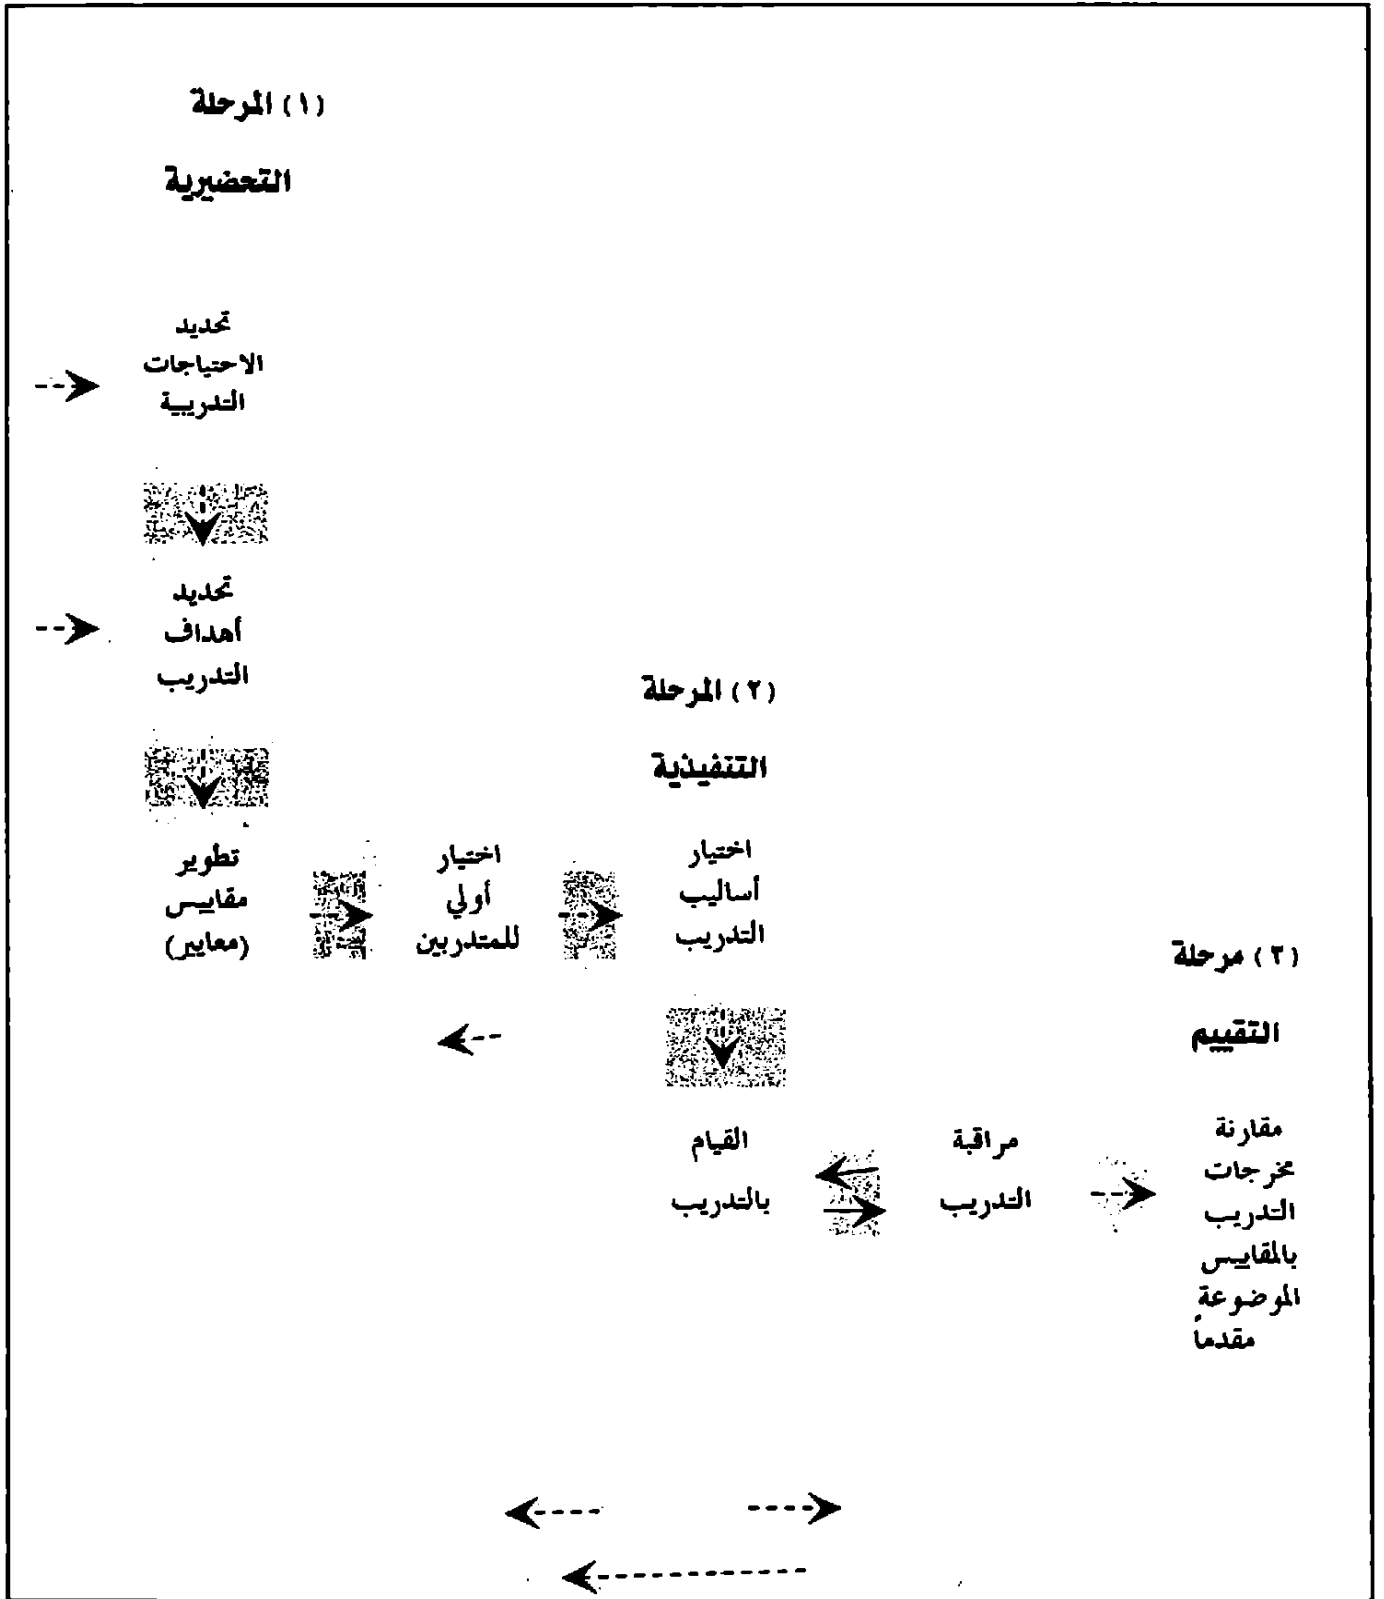 (١) المرحلة
التحضيرية
تحديد
الاحتياجات
التدريبية
تحديد
أهداف
التدريب
تطوير
مقاييس
(معايير)
اختيار
أولي
للمتدربين
(٢) المرحلة
التنفيذية
اختيار
أساليب
التدريب
القيام
بالتدريب
مراقبة
التدريب
(٣) مرحلة
التقييم
مقارنة
مخرجات
التدريب
بالمقاييس
الموضوعة
مقدماً